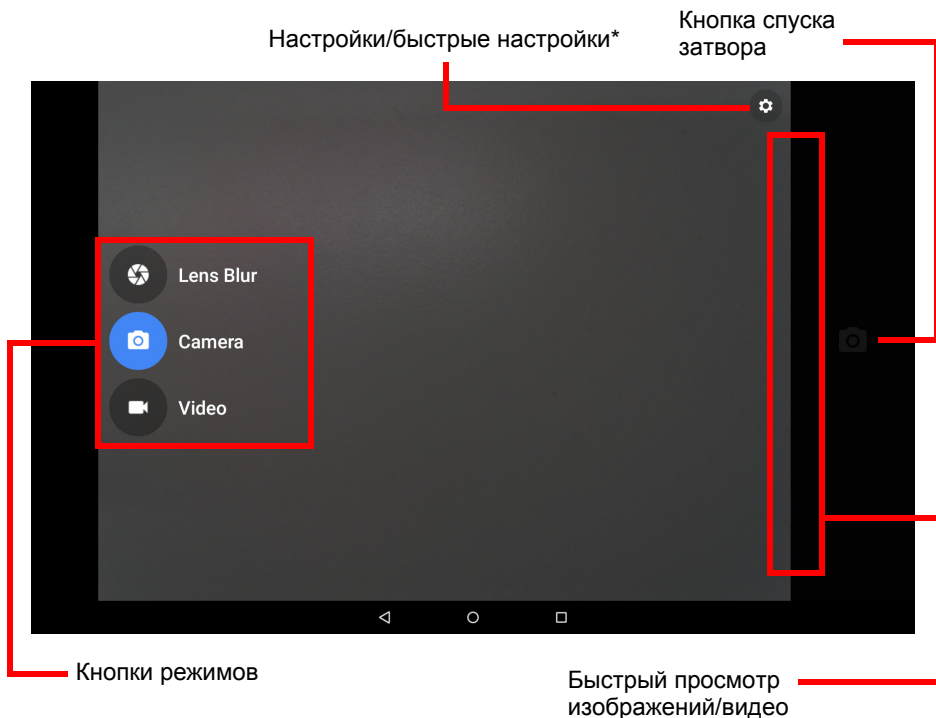 Кнопка спуска
затвора
Настройки/быстрые настройки*
Lens Blur
Camera
Video
Кнопки режимов
Быстрый просмотр
изображений/видео